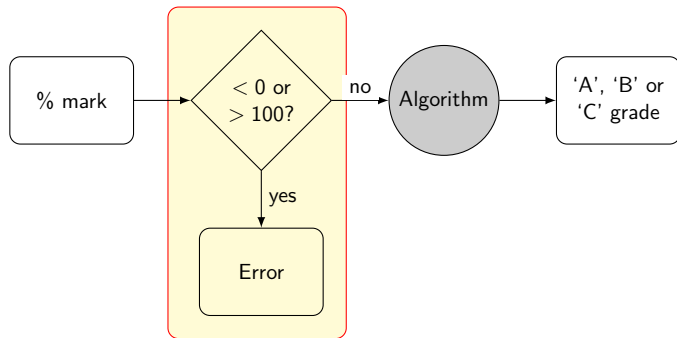 % mark
< 0 or
> 100?
no
Algorithm
‘A’, ‘B’ or
‘C’ grade
yes
Error